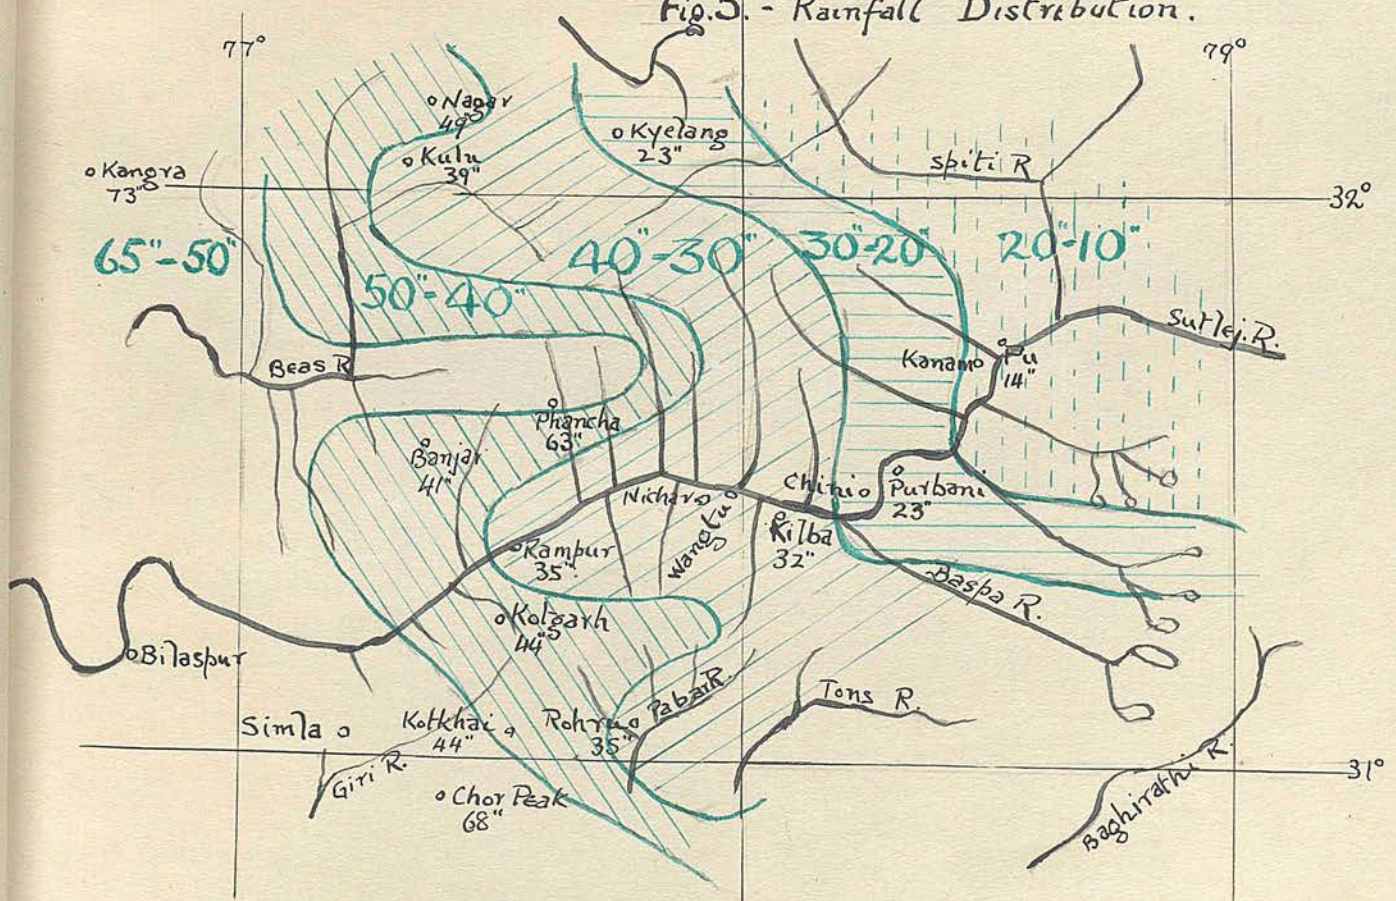 Fig.3. - Rainfall Distribution.
77°
79°
Nagar
49"
Kulu
39"
Kyelang
23"
Kangra
73"
Spiti R
32°
65"-50"
50"-40"
40"-30"
30"-20"
20"-10"
Sutlej. R.
Beas R
Kanam
Pu
14"
Phancha
63"
Banjar
41"
Nichar
Wangtu
Chini
Purbani
23"
Kilba
32"
Rampur
35"
Baspa R.
Kotgarh
44"
Bilaspur
Simla
Kotkhai
44"
Rohru
35"
Pabar R.
Tons R.
Giri R.
Chor Peak
68"
31°
Baghirathi R.